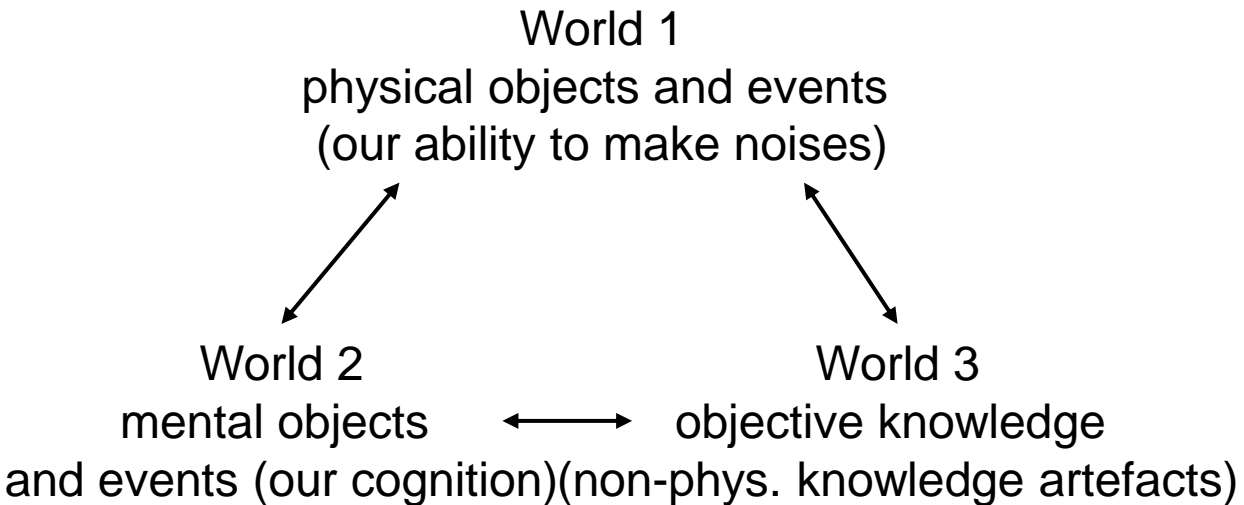 World 1
physical objects and events
(our ability to make noises)
World 2
mental objects
and events (our cognition)
World 3
objective knowledge
(non-phys. knowledge artefacts)